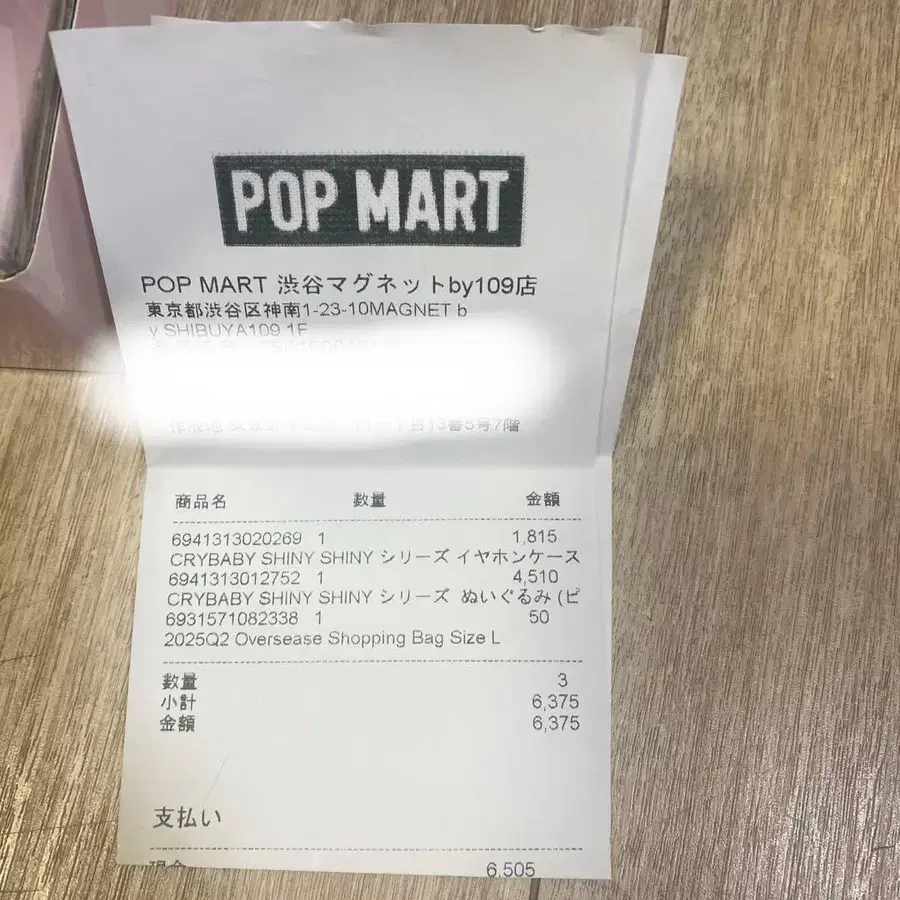 POP MART
POP MART 渋谷マグネットby109店
東京都渋谷区神南1-23-10MAGNET b
y SHIBUYA109 1F
目13番6号7階
商品名 数量 金額
6941313020269 1 1,815
CRYBABY SHINY SHINY シリーズ イヤホンケース
6941313012752 1 4,510
CRYBABY SHINY SHINY シリーズ ぬいぐるみ (ピ
6931571082338 1 50
2025Q2 Oversease Shopping Bag Size L
数量 3
小計 6,375
金額 6,375
支払い
現金 6,505